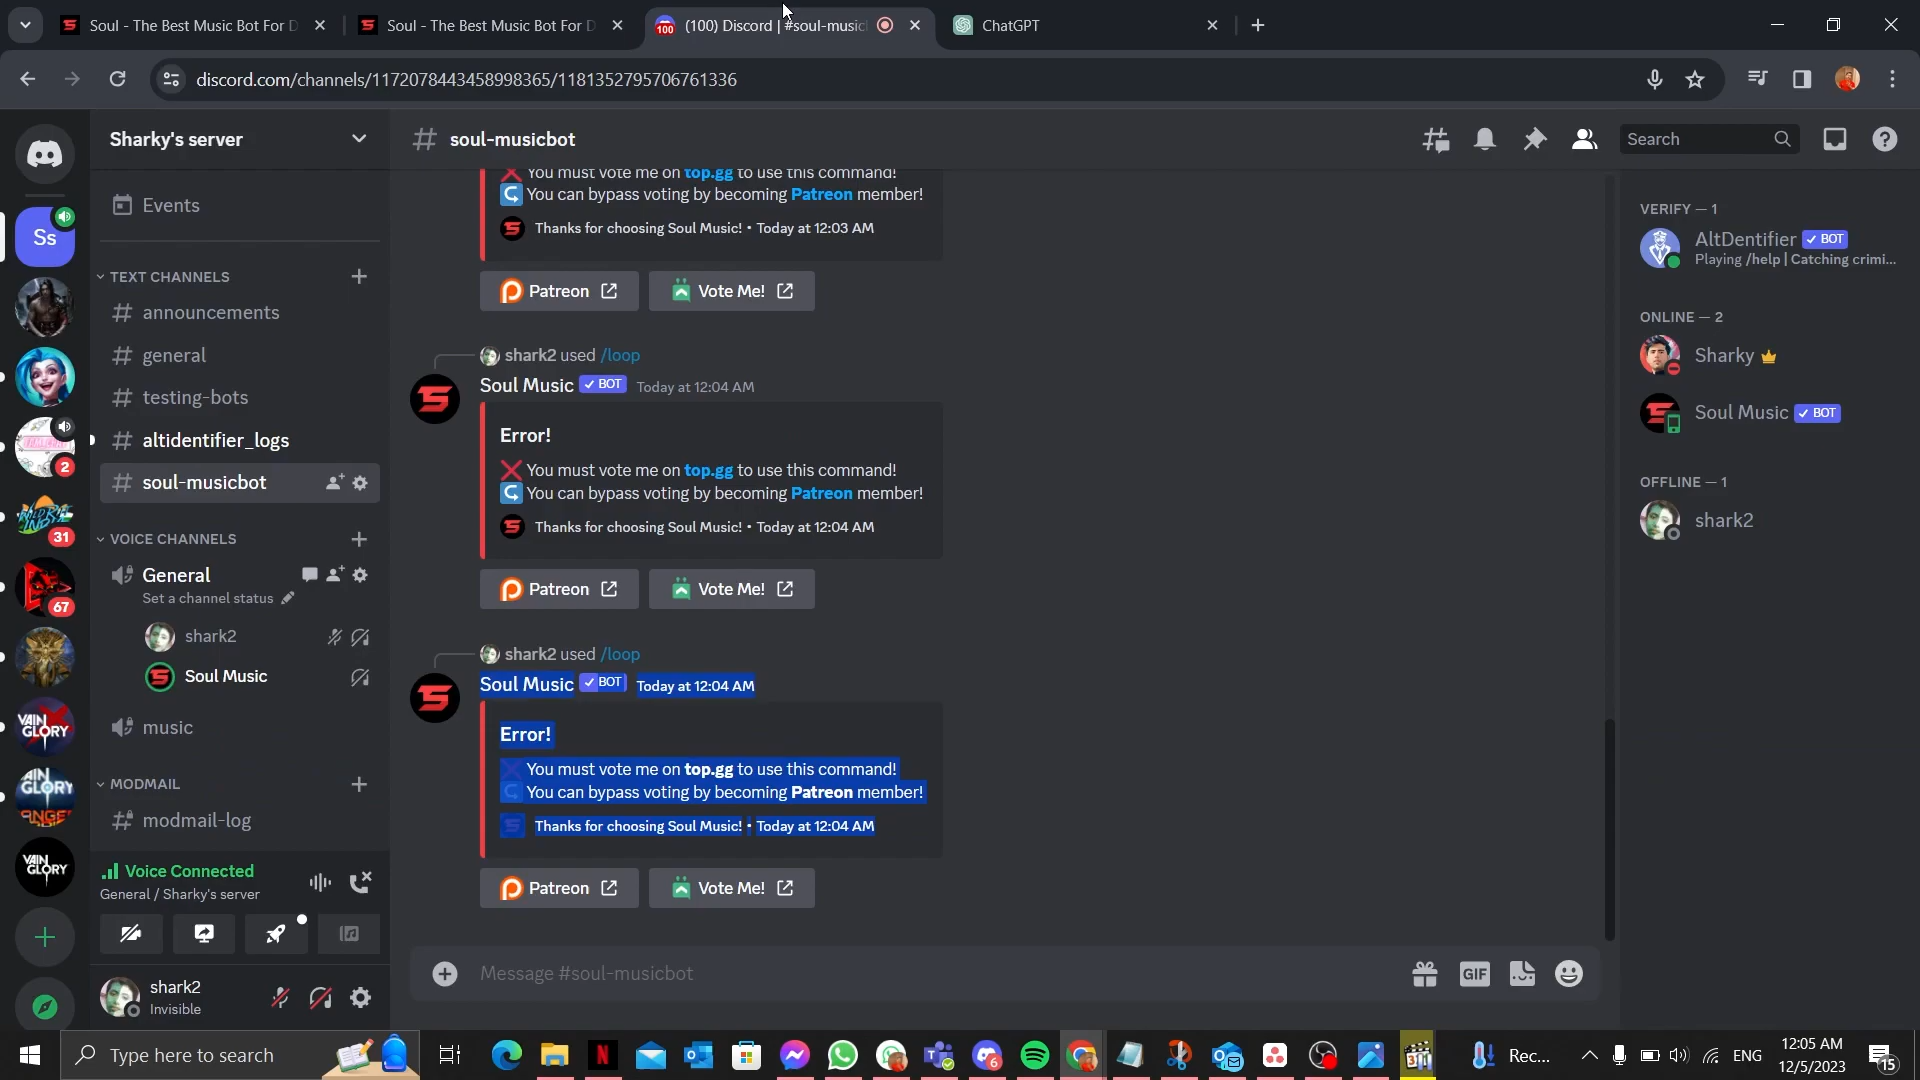 Soul - The Best Music Bot For D
Soul - The Best Music Bot For D
(100) Discord | #soul-music
ChatGPT
discord.com/channels/1172078443458998365/1181352795706761336
Sharky's server
soul-musicbot
Search
Events
TEXT CHANNELS
announcements
general
testing-bots
altidentifier_logs
soul-musicbot
VOICE CHANNELS
General
Set a channel status
shark2
Soul Music
music
MODMAIL
modmail-log
Voice Connected
General / Sharky's server
shark2
Invisible
Ss
2
31
67
VAIN GLORY
VAIN GLORY
You must vote me on top.gg to use this command!
You can bypass voting by becoming Patreon member!
Thanks for choosing Soul Music! • Today at 12:03 AM
Patreon
Vote Me!
shark2 used /loop
Soul Music BOT Today at 12:04 AM
Error!
You must vote me on top.gg to use this command!
You can bypass voting by becoming Patreon member!
Thanks for choosing Soul Music! • Today at 12:04 AM
Patreon
Vote Me!
shark2 used /loop
Soul Music BOT Today at 12:04 AM
Error!
You must vote me on top.gg to use this command!
You can bypass voting by becoming Patreon member!
Thanks for choosing Soul Music! • Today at 12:04 AM
Patreon
Vote Me!
Message #soul-musicbot
GIF
VERIFY — 1
AltDentifier BOT
Playing /help | Catching crimi...
ONLINE — 2
Sharky
Soul Music BOT
OFFLINE — 1
shark2
Type here to search
Rec...
ENG
12:05 AM
12/5/2023
15